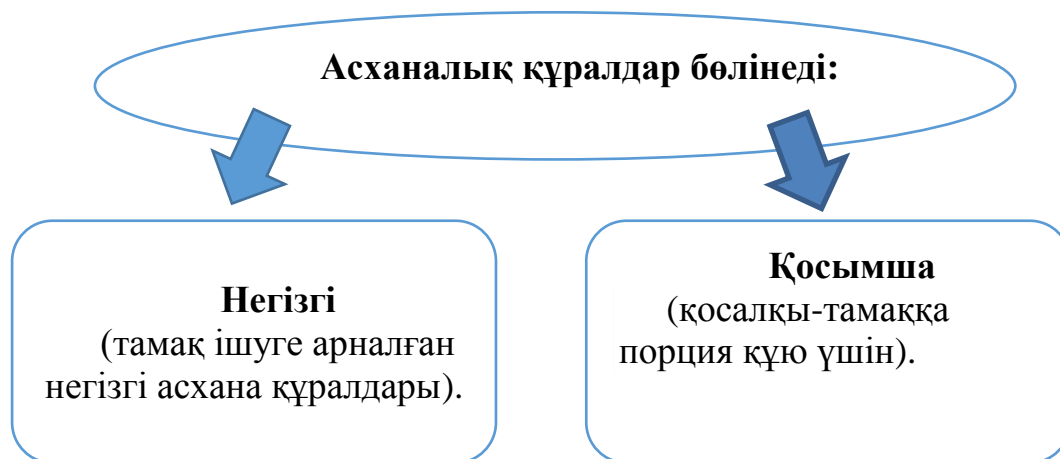 Асханалық құралдар бөлінеді:
Негізгі
(тамақ ішуге арналған
негізгі асхана құралдары).
Қосымша
(қосалқы-тамаққа
порция құю үшін).